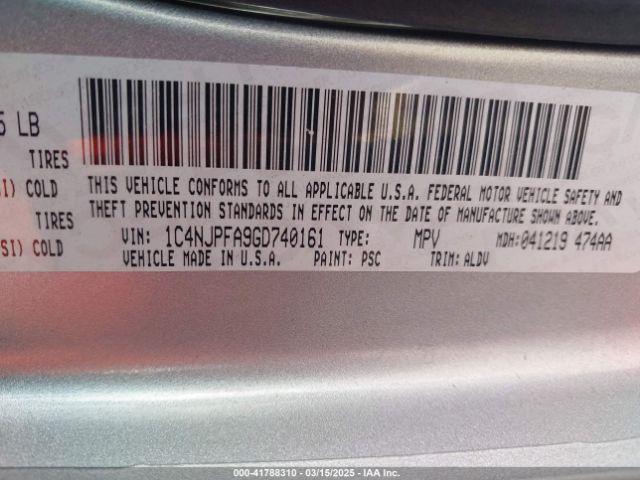 5 LB
TIRES
SI) COLD
TIRES
SI) COLD
THIS VEHICLE CONFORMS TO ALL APPLICABLE U.S.A. FEDERAL MOTOR VEHICLE SAFETY AND
THEFT PREVENTION STANDARDS IN EFFECT ON THE DATE OF MANUFACTURE SHOWN ABOVE.
VIN: 1C4NJPFA9GD740161 TYPE: MPV MDH:041219 474AA
VEHICLE MADE IN U.S.A. PAINT: PSC TRIM: ALDV
000-41788310 | 03/15/2025 - IAA Inc.